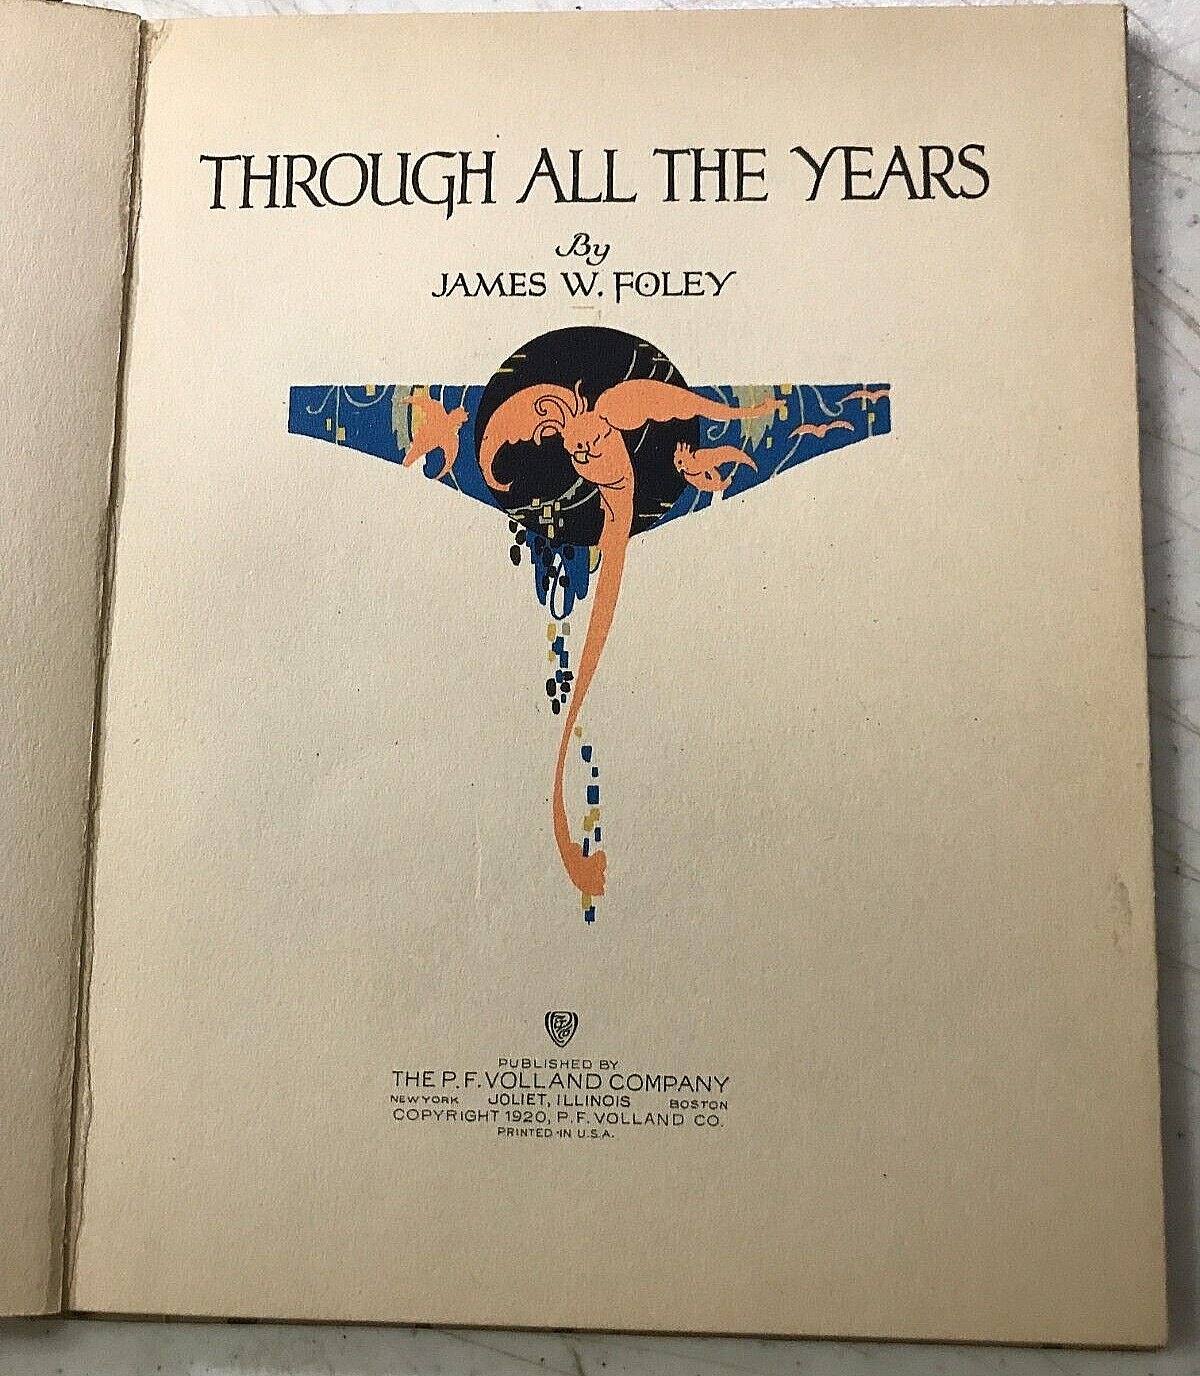 THROUGH ALL THE YEARS
By
JAMES W. FOLEY
PUBLISHED BY
THE P. F. VOLLAND COMPANY
NEW YORK JOLIET, ILLINOIS BOSTON
COPYRIGHT 1920, P. F. VOLLAND CO.
PRINTED IN U.S.A.